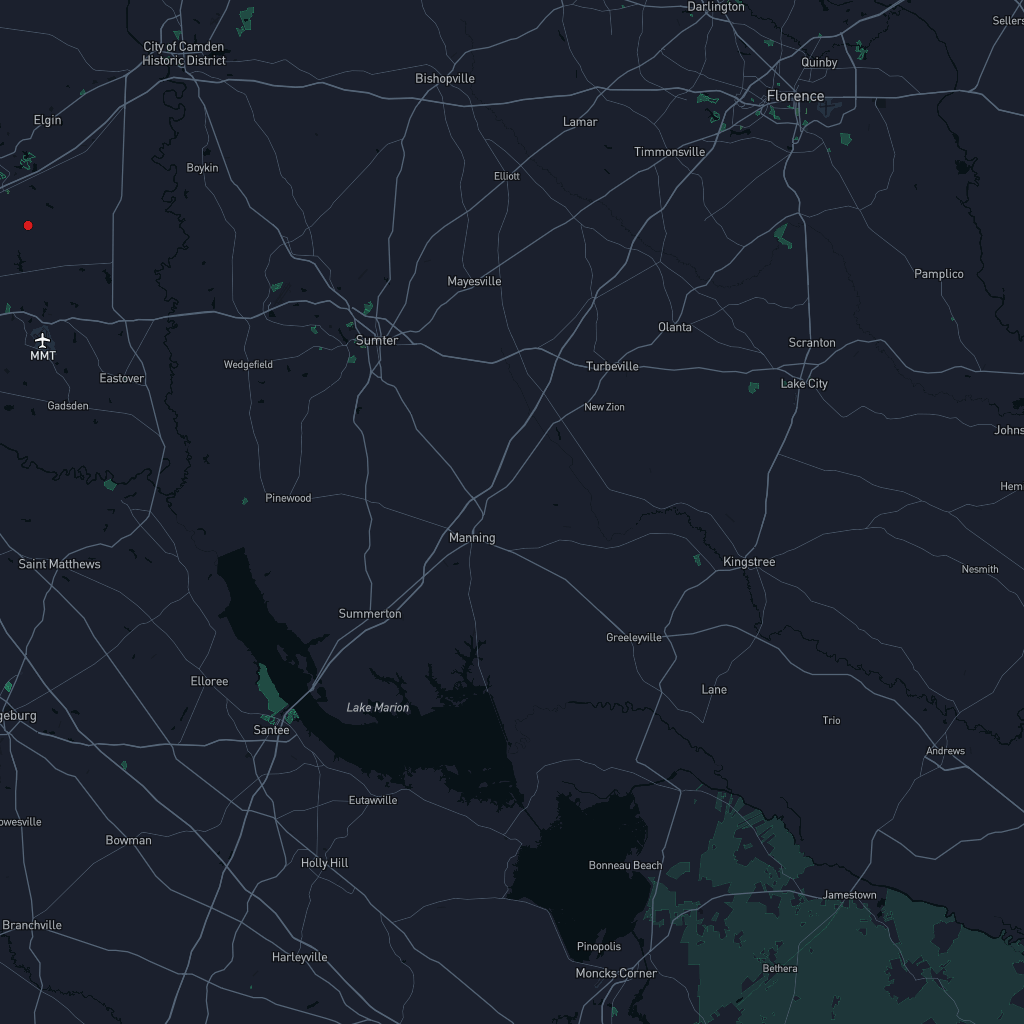 Darlington
Sellers
City of Camden
Historic District
Quinby
Bishopville
Florence
Elgin
Lamar
Timmonsville
Boykin
Elliott
Pamplico
Mayesville
Olanta
Sumter
Scranton
MMT
Wedgefield
Turbeville
Eastover
Lake City
Gadsden
New Zion
Johns
Hem
Pinewood
Manning
Saint Matthews
Kingstree
Nesmith
Summerton
Greeleyville
Elloree
Lane
Lake Marion
geburg
Trio
Santee
Andrews
Eutawville
owesville
Bowman
Holly Hill
Bonneau Beach
Jamestown
Branchville
Pinopolis
Harleyville
Bethera
Moncks Corner